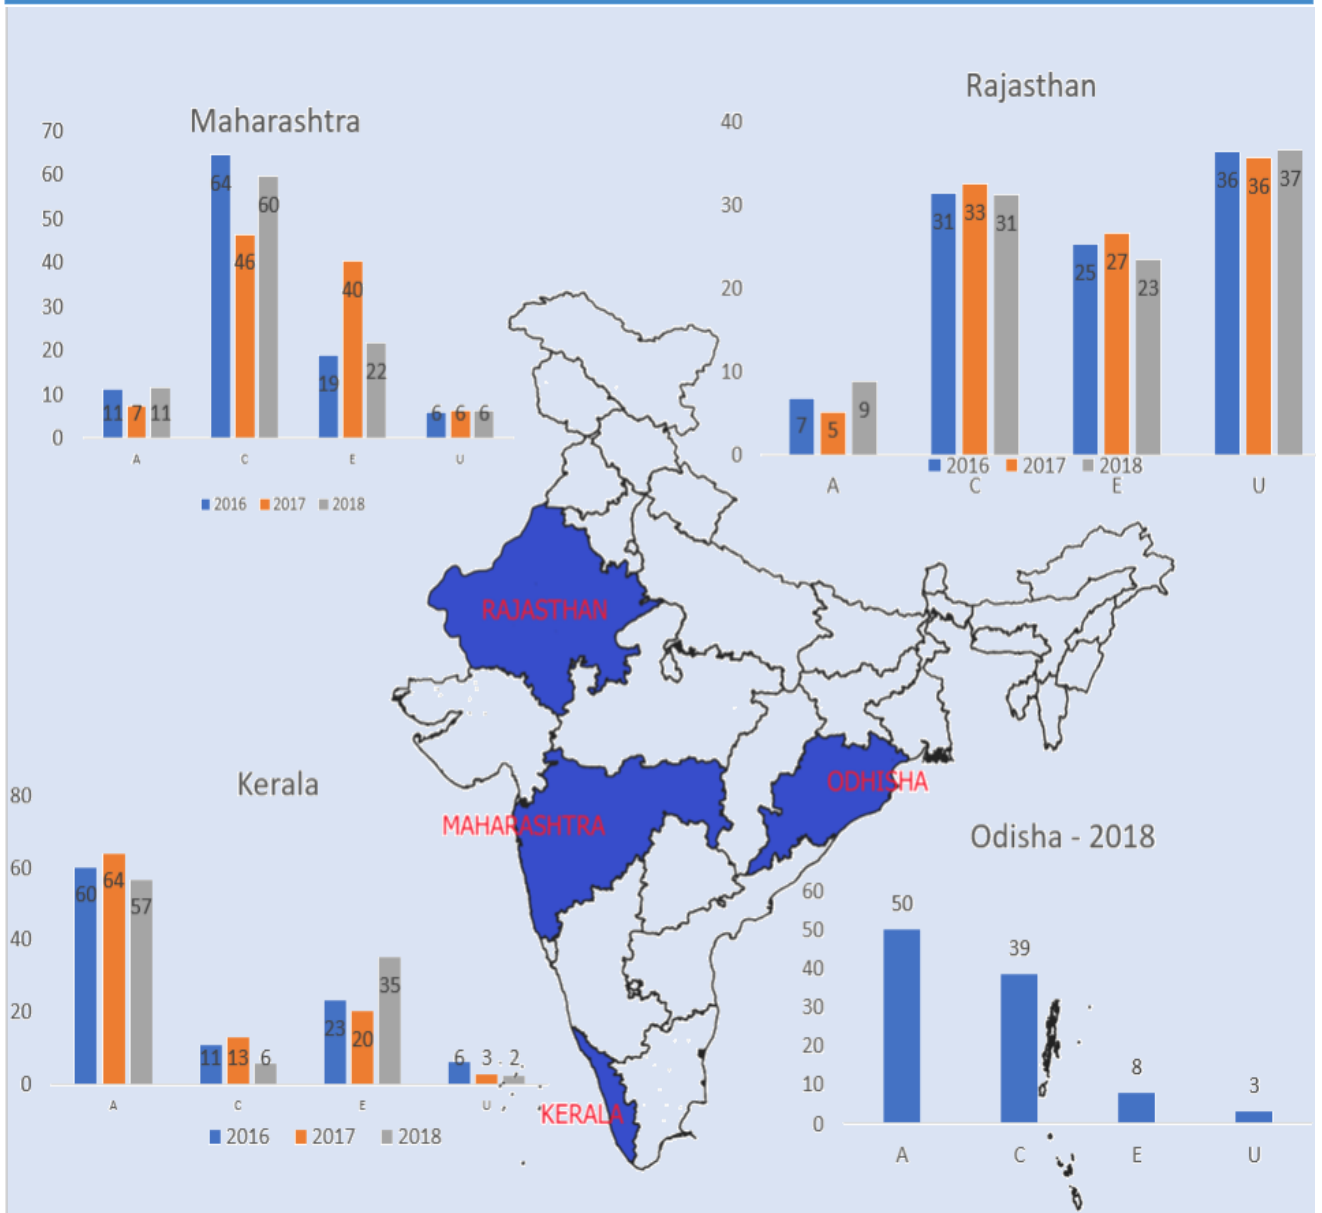 Maharashtra
70
60
50
40
30
20
10
0
11 7 11
64 46 60
19 40 22
6 6 6
A C E U
2016 2017 2018
Rajasthan
40
30
20
10
0
7 5 9
31 33 31
25 27 23
36 36 37
2016 2017 2018
A C E U
RAJASTHAN
ODHISHA
MAHARASHTRA
KERALA
Kerala
80
60
40
20
0
60 64 57
11 13 6
23 20 35
6 3 2
A C E U
2016 2017 2018
Odisha - 2018
60
50
40
30
20
10
0
50
39
8
3
A C E U